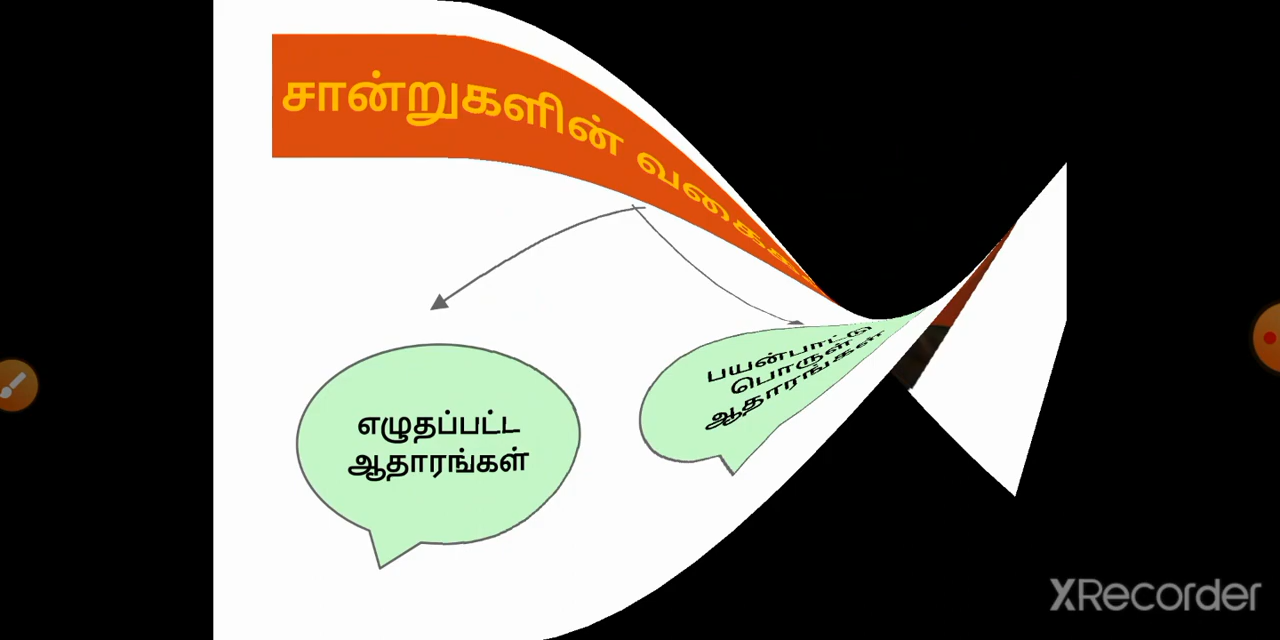 சான்றுகளின்
எழுதப்பட்ட
ஆதாரங்கள்
பயன்பாட்டு
பொருள்
ஆதாரங்கள்
XRecorder